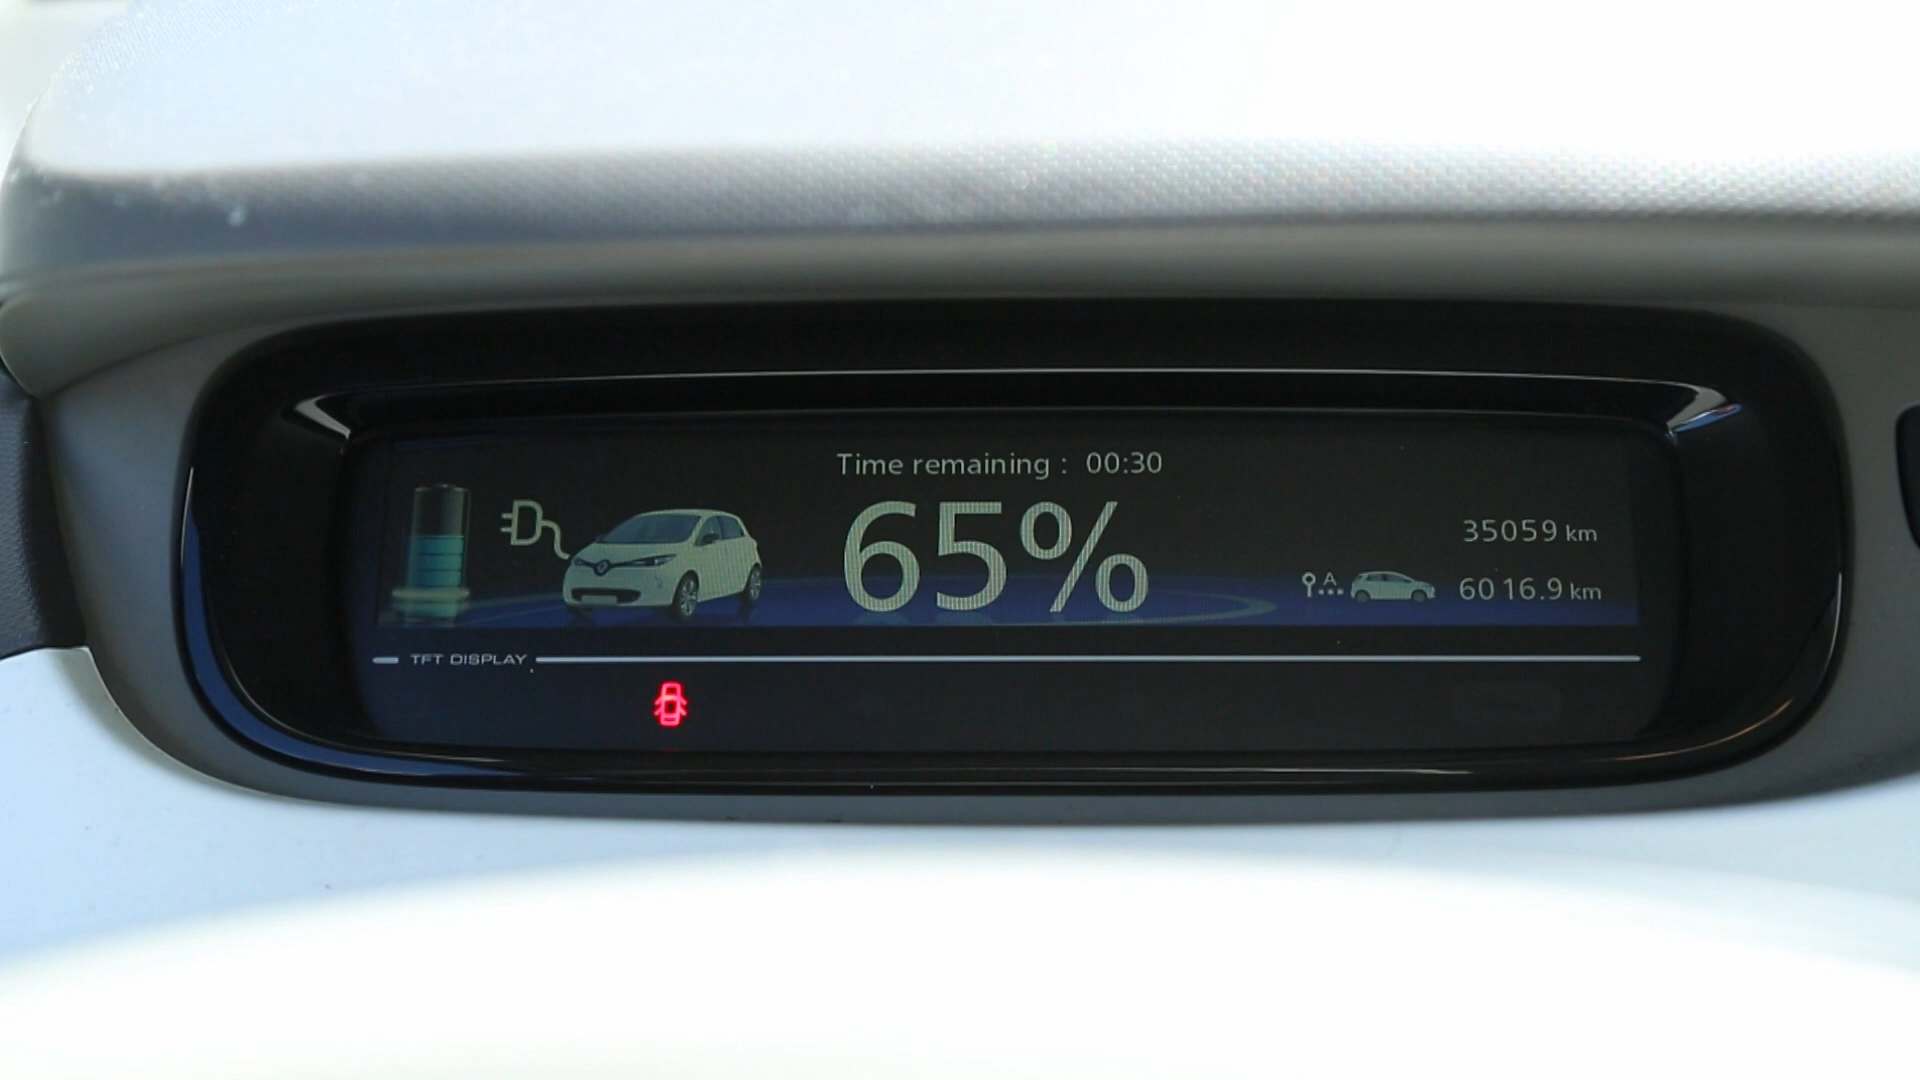 Time remaining : 00:30
65%
35059 km
A
6016.9 km
TFT DISPLAY